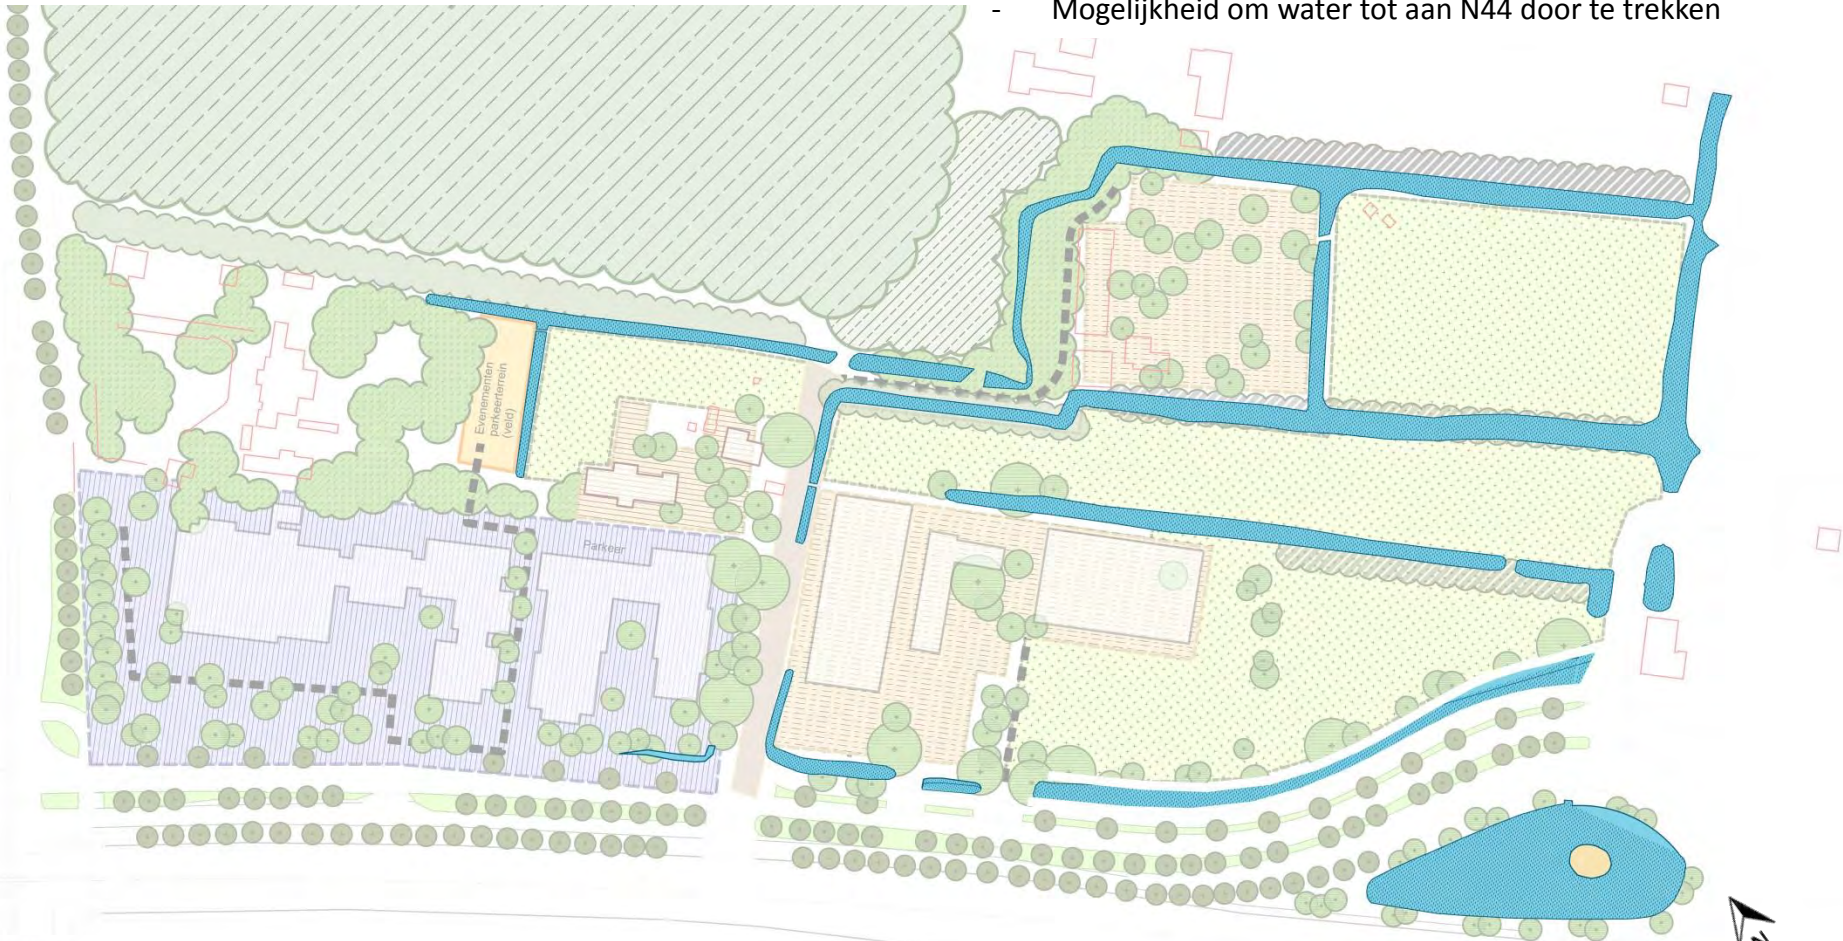 - Mogelijkheid om water tot aan N44 door te trekken
Evenementen
parkeerterrein
(veld)
Parkeer